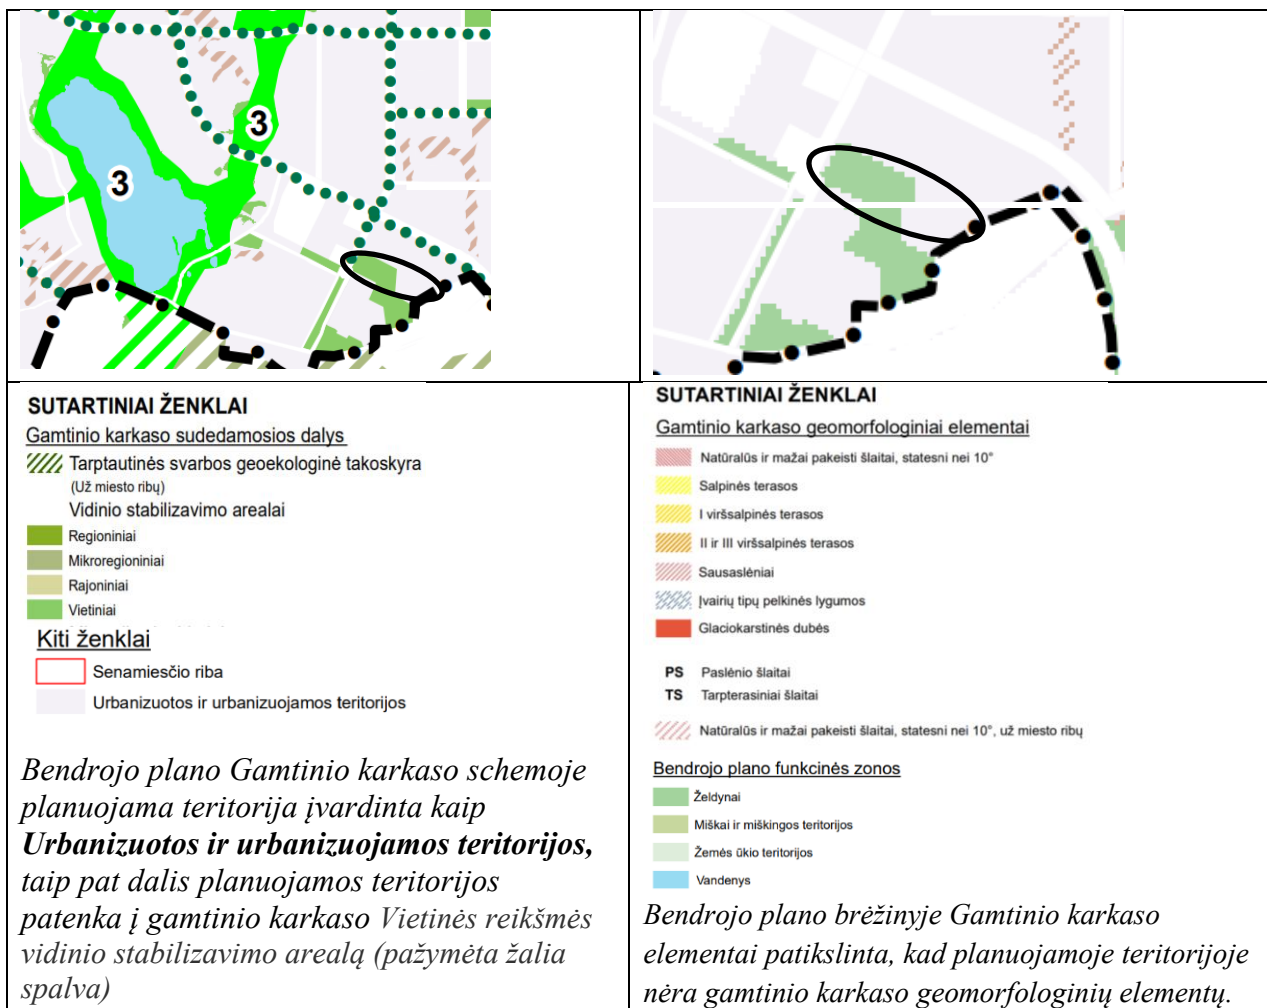 3
3
SUTARTINIAI ŽENKLAI
Gamtinio karkaso sudedamosios dalys
Tarptautinės svarbos geoekologinė takoskyra
(Už miesto ribų)
Vidinio stabilizavimo arealai
Regioniniai
Mikroregioniniai
Rajoniniai
Vietiniai
Kiti ženklai
Senamiesčio riba
Urbanizuotos ir urbanizuojamos teritorijos
Bendrojo plano Gamtinio karkaso schemoje
planuojama teritorija įvardinta kaip
Urbanizuotos ir urbanizuojamos teritorijos,
taip pat dalis planuojamos teritorijos
patenka į gamtinio karkaso Vietinės reikšmės
vidinio stabilizavimo arealą (pažymėta žalia
spalva)
SUTARTINIAI ŽENKLAI
Gamtinio karkaso geomorfologiniai elementai
Natūralūs ir mažai pakeisti šlaitai, statesni nei 10°
Salpinės terasos
I viršsalpinės terasos
II ir III viršsalpinės terasos
Sausaslėniai
Įvairių tipų pelkinės lygumos
Glaciokarstinės dubės
PS Paslėnio šlaitai
TS Tarpterasiniai šlaitai
Natūralūs ir mažai pakeisti šlaitai, statesni nei 10°, už miesto ribų
Bendrojo plano funkcinės zonos
Želdynai
Miškai ir miškingos teritorijos
Žemės ūkio teritorijos
Vandenys
Bendrojo plano brėžinyje Gamtinio karkaso
elementai patikslinta, kad planuojamoje teritorijoje
nėra gamtinio karkaso geomorfologinių elementų.